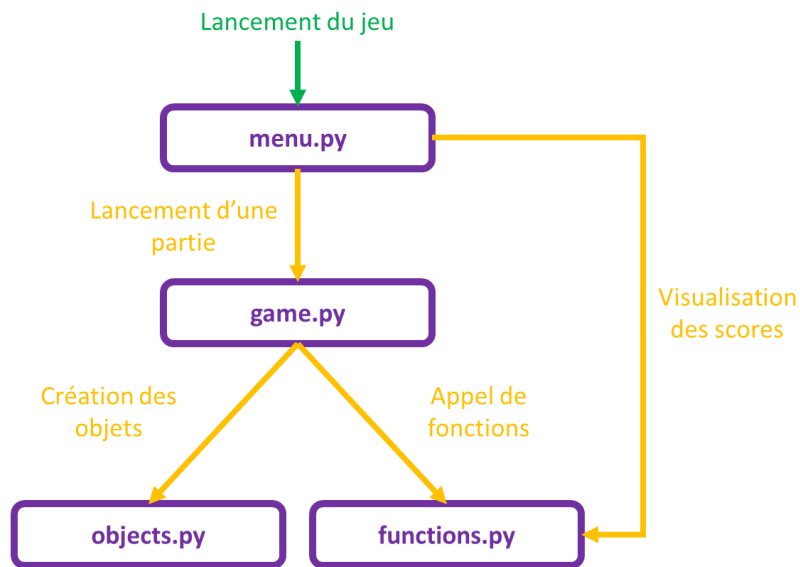 Lancement du jeu
menu.py
Lancement d’une
partie
game.py
Visualisation
des scores
Création des
objets
Appel de
fonctions
objects.py
functions.py